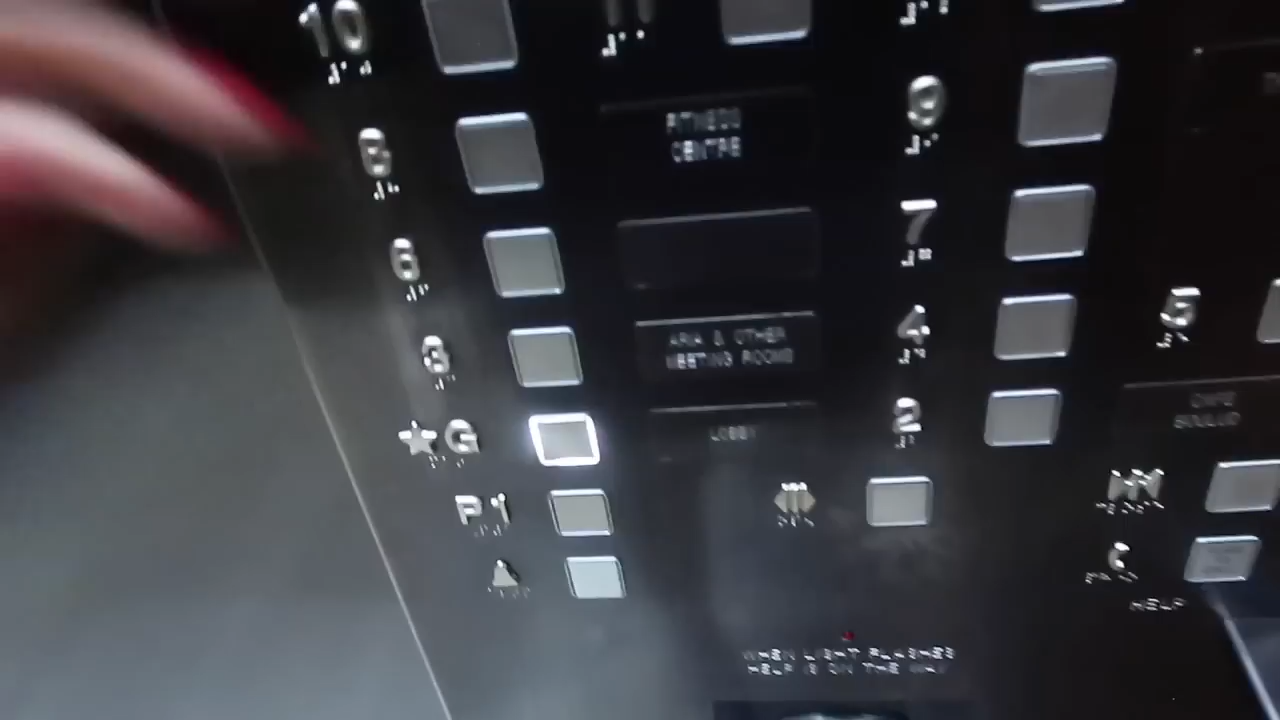 10
11
8
FITNESS
CENTRE
9
6
7
3
ARIA & OTHER
MEETING ROOMS
4
5
★G
LOBBY
2
P1
MM
HELP
WHEN LIGHT FLASHES
HELP IS ON THE WAY